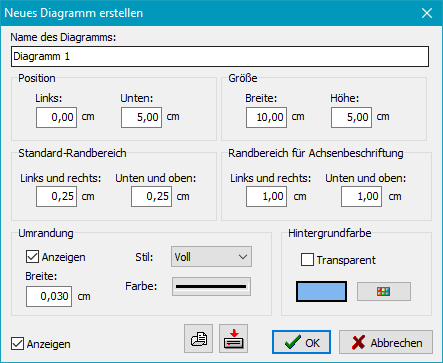 Neues Diagramm erstellen
Name des Diagramms:
Diagramm 1
Position
Größe
Links:
Unten:
Breite:
Höhe:
0,00 cm
5,00 cm
10,00 cm
5,00 cm
Standard-Randbereich
Randbereich für Achsenbeschriftung
Links und rechts:
Unten und oben:
Links und rechts:
Unten und oben:
0,25 cm
0,25 cm
1,00 cm
1,00 cm
Umrandung
Hintergrundfarbe
Anzeigen
Stil:
Voll
Transparent
Breite:
Farbe:
0,030 cm
Anzeigen
OK
Abbrechen